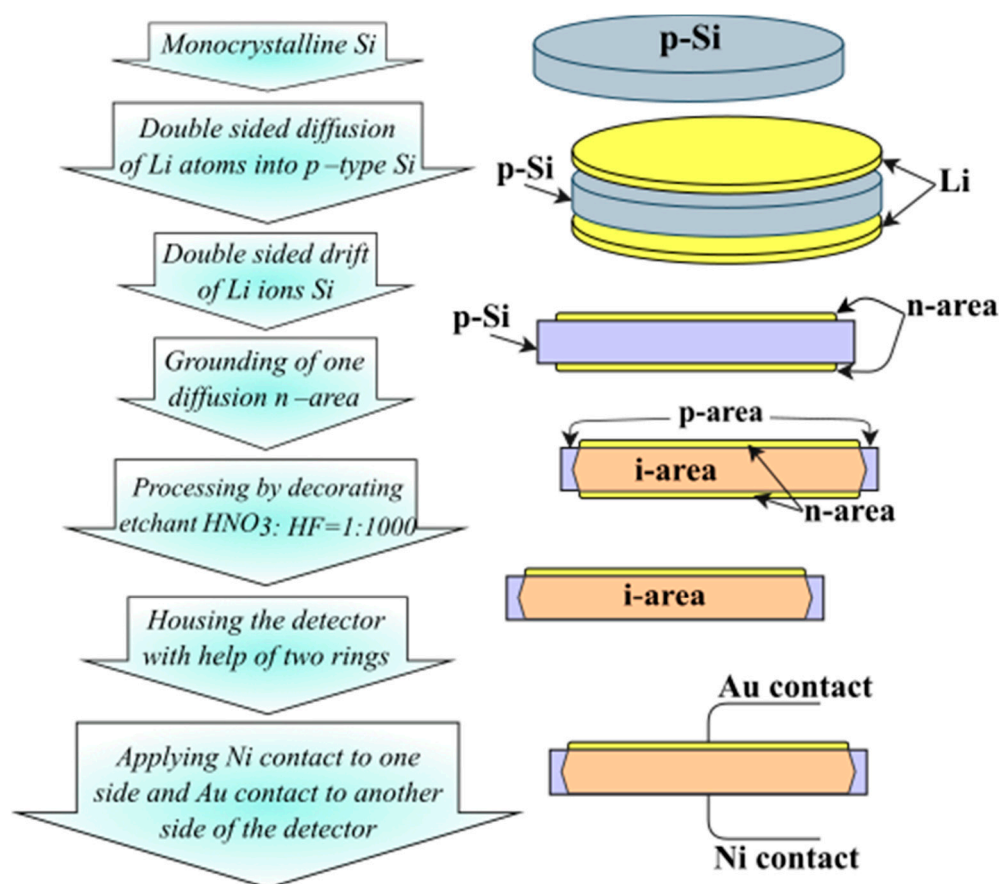 Monocrystalline Si
Double sided diffusion
of Li atoms into p –type Si
Double sided drift
of Li ions Si
Grounding of one
diffusion n –area
Processing by decorating
etchant HNO3: HF=1:1000
Housing the detector
with help of two rings
Applying Ni contact to one
side and Au contact to another
side of the detector
p-Si
p-Si
Li
p-Si
n-area
p-area
i-area
n-area
i-area
Au contact
Ni contact